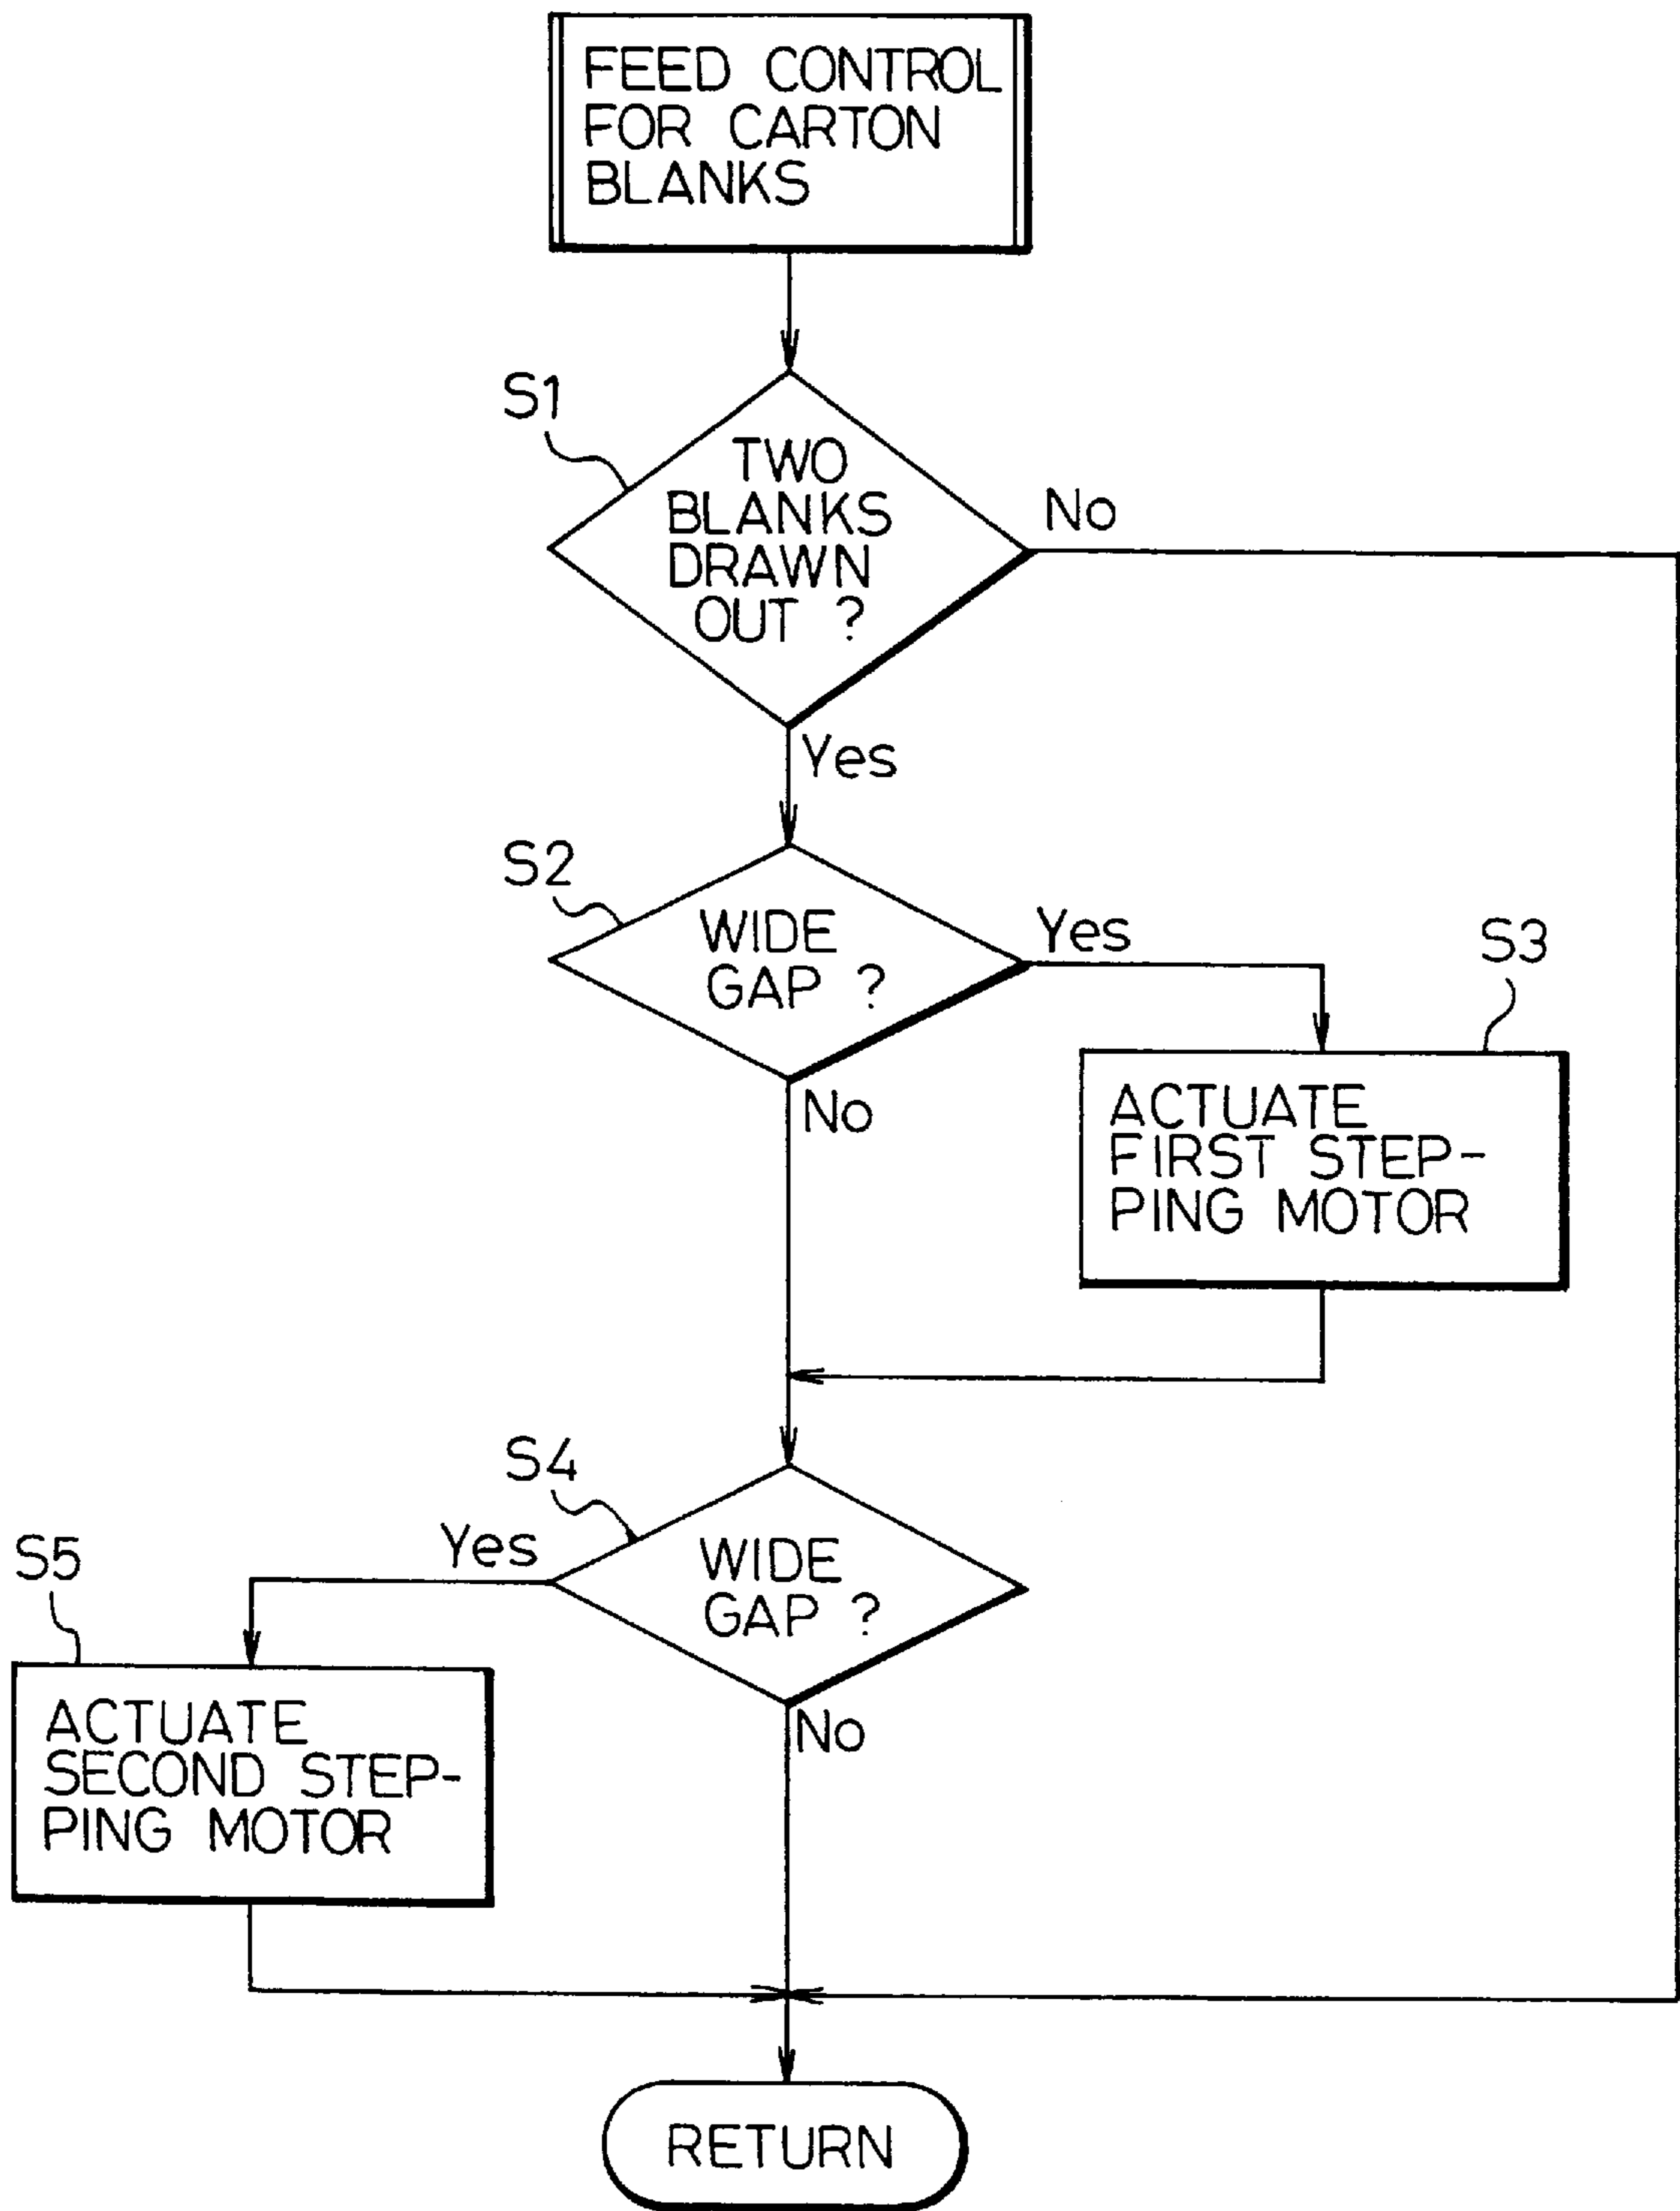 FEED CONTROL
FOR CARTON
BLANKS
S1
TWO
BLANKS
DRAWN
OUT ?
No
Yes
S2
WIDE
GAP ?
Yes
No
S3
ACTUATE
FIRST STEP-
PING MOTOR
S4
WIDE
GAP ?
Yes
No
S5
ACTUATE
SECOND STEP-
PING MOTOR
RETURN